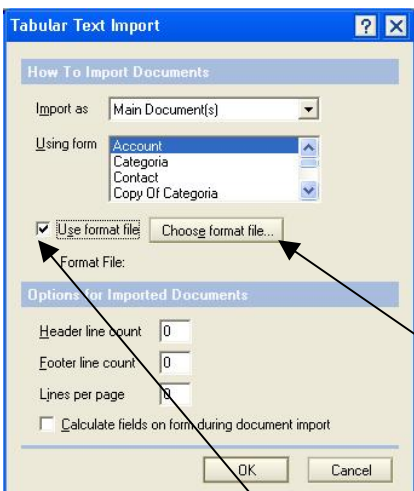 Tabular Text Import
How To Import Documents
Import as Main Document(s)
Using form Account
Categoria
Contact
Copy Of Categoria
Use format file Choose format file...
Format File:
Options for Imported Documents
Header line count 0
Footer line count 0
Lines per page 0
Calculate fields on form during document import
OK Cancel